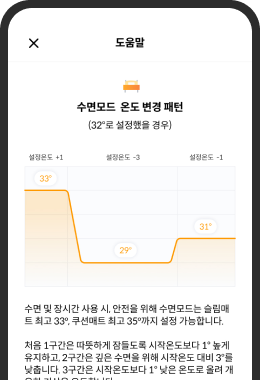 도움말
수면모드 온도 변경 패턴
(32°로 설정했을 경우)
설정온도 +1 설정온도 -3 설정온도 -1
33°
31°
29°
수면 및 장시간 사용 시, 안전을 위해 수면모드는 슬립매
트 최고 33°, 쿠션매트 최고 35°까지 설정 가능합니다.
처음 1구간은 따뜻하게 잠들도록 시작온도보다 1° 높게
유지하고, 2구간은 깊은 수면을 위해 시작온도 대비 3°를
낮춥니다. 3구간은 시작온도보다 1° 낮은 온도로 올려 개